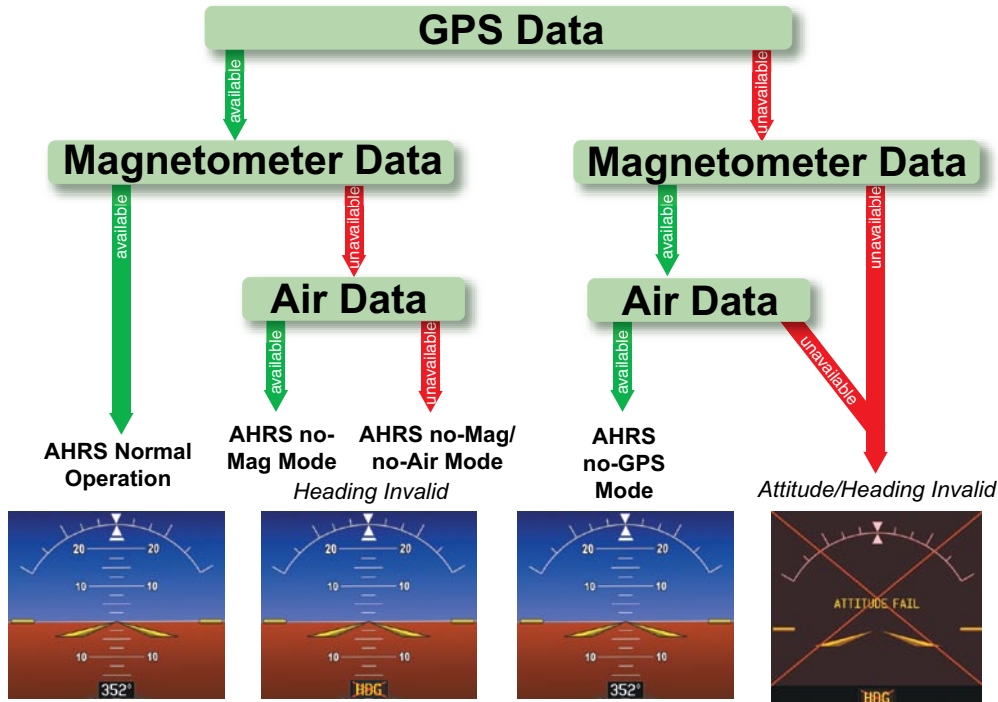 GPS Data
available
unavailable
Magnetometer Data
Magnetometer Data
available
unavailable
available
unavailable
Air Data
Air Data
available
unavailable
available
unavailable
AHRS Normal
Operation
AHRS no-
Mag Mode
AHRS no-Mag/
no-Air Mode
Heading Invalid
AHRS
no-GPS
Mode
Attitude/Heading Invalid
20 20
10 10
10 10
352°
20 20
10 10
10 10
HDG
20 20
10 10
10 10
352°
ATTITUDE FAIL
HDG